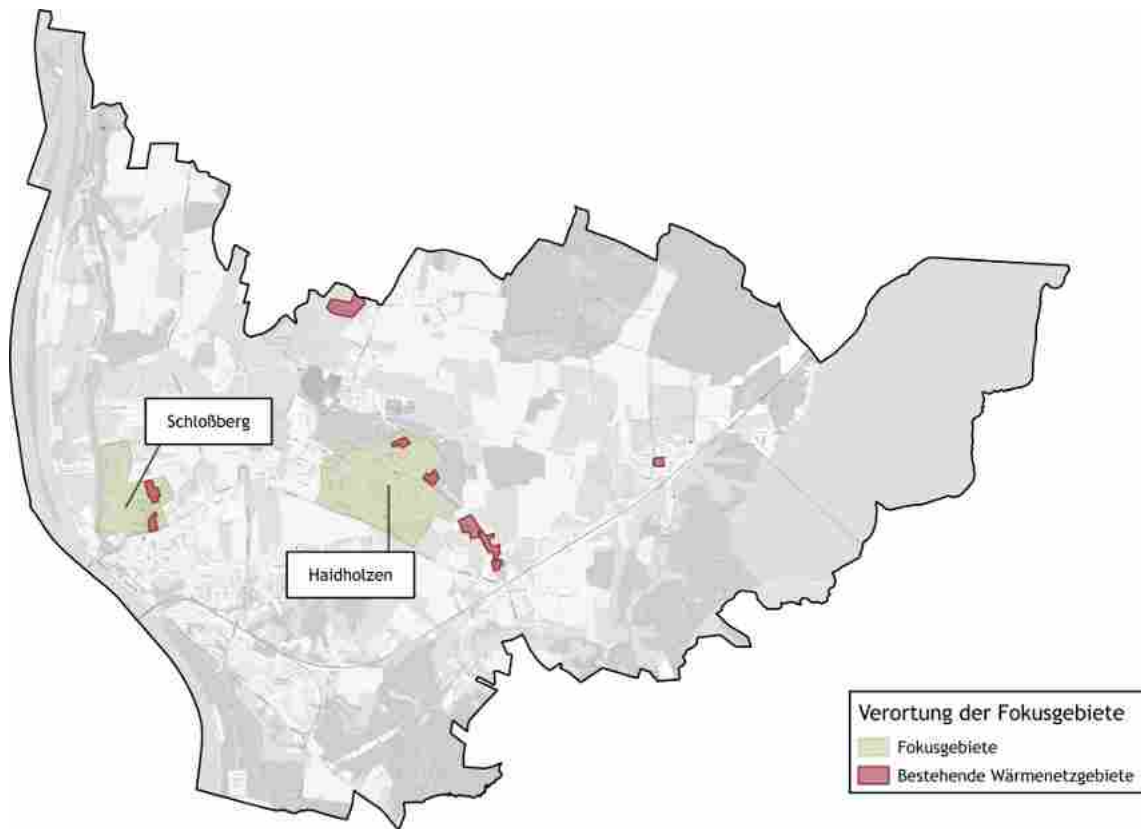 Schloßberg
Haidholzen
Verortung der Fokusgebiete
Fokusgebiete
Bestehende Wärmenetzgebiete